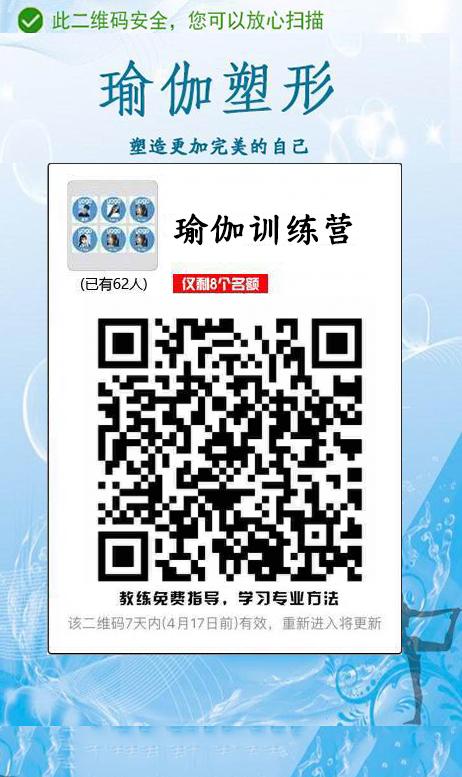 此二维码安全，您可以放心扫描
瑜伽塑形
塑造更加完美的自己
瑜伽训练营
(已有62人)
仅剩8个名额
教练免费指导，学习专业方法
该二维码7天内(4月17日前)有效，重新进入将更新